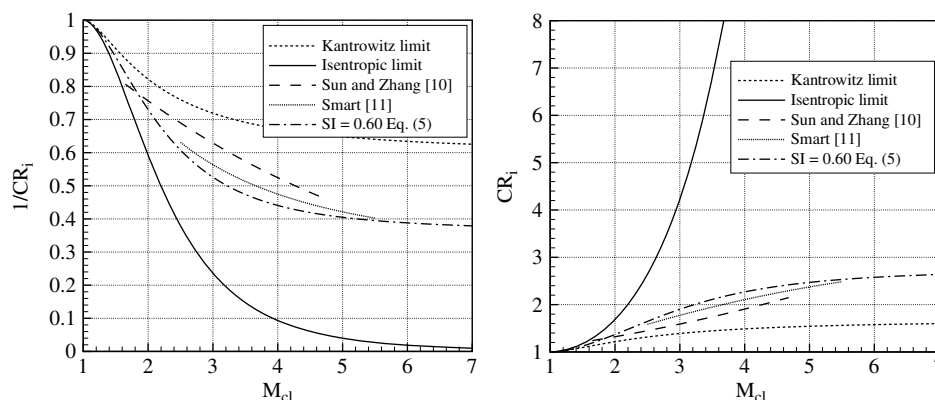 1
0.9
0.8
0.7
0.6
0.5
0.4
0.3
0.2
0.1
0
1/CR_i
1 2 3 4 5 6 7
M_cl
Kantrowitz limit
Isentropic limit
Sun and Zhang [10]
Smart [11]
SI = 0.60 Eq. (5)
8
7
6
5
4
3
2
1
CR_i
1 2 3 4 5 6 7
M_cl
Kantrowitz limit
Isentropic limit
Sun and Zhang [10]
Smart [11]
SI = 0.60 Eq. (5)